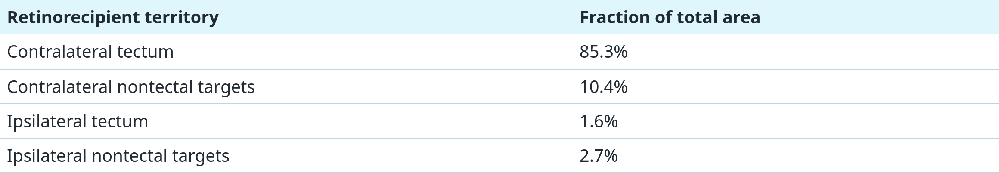 Retinorecipient territory Fraction of total area
Contralateral tectum 85.3%
Contralateral nontectal targets 10.4%
Ipsilateral tectum 1.6%
Ipsilateral nontectal targets 2.7%